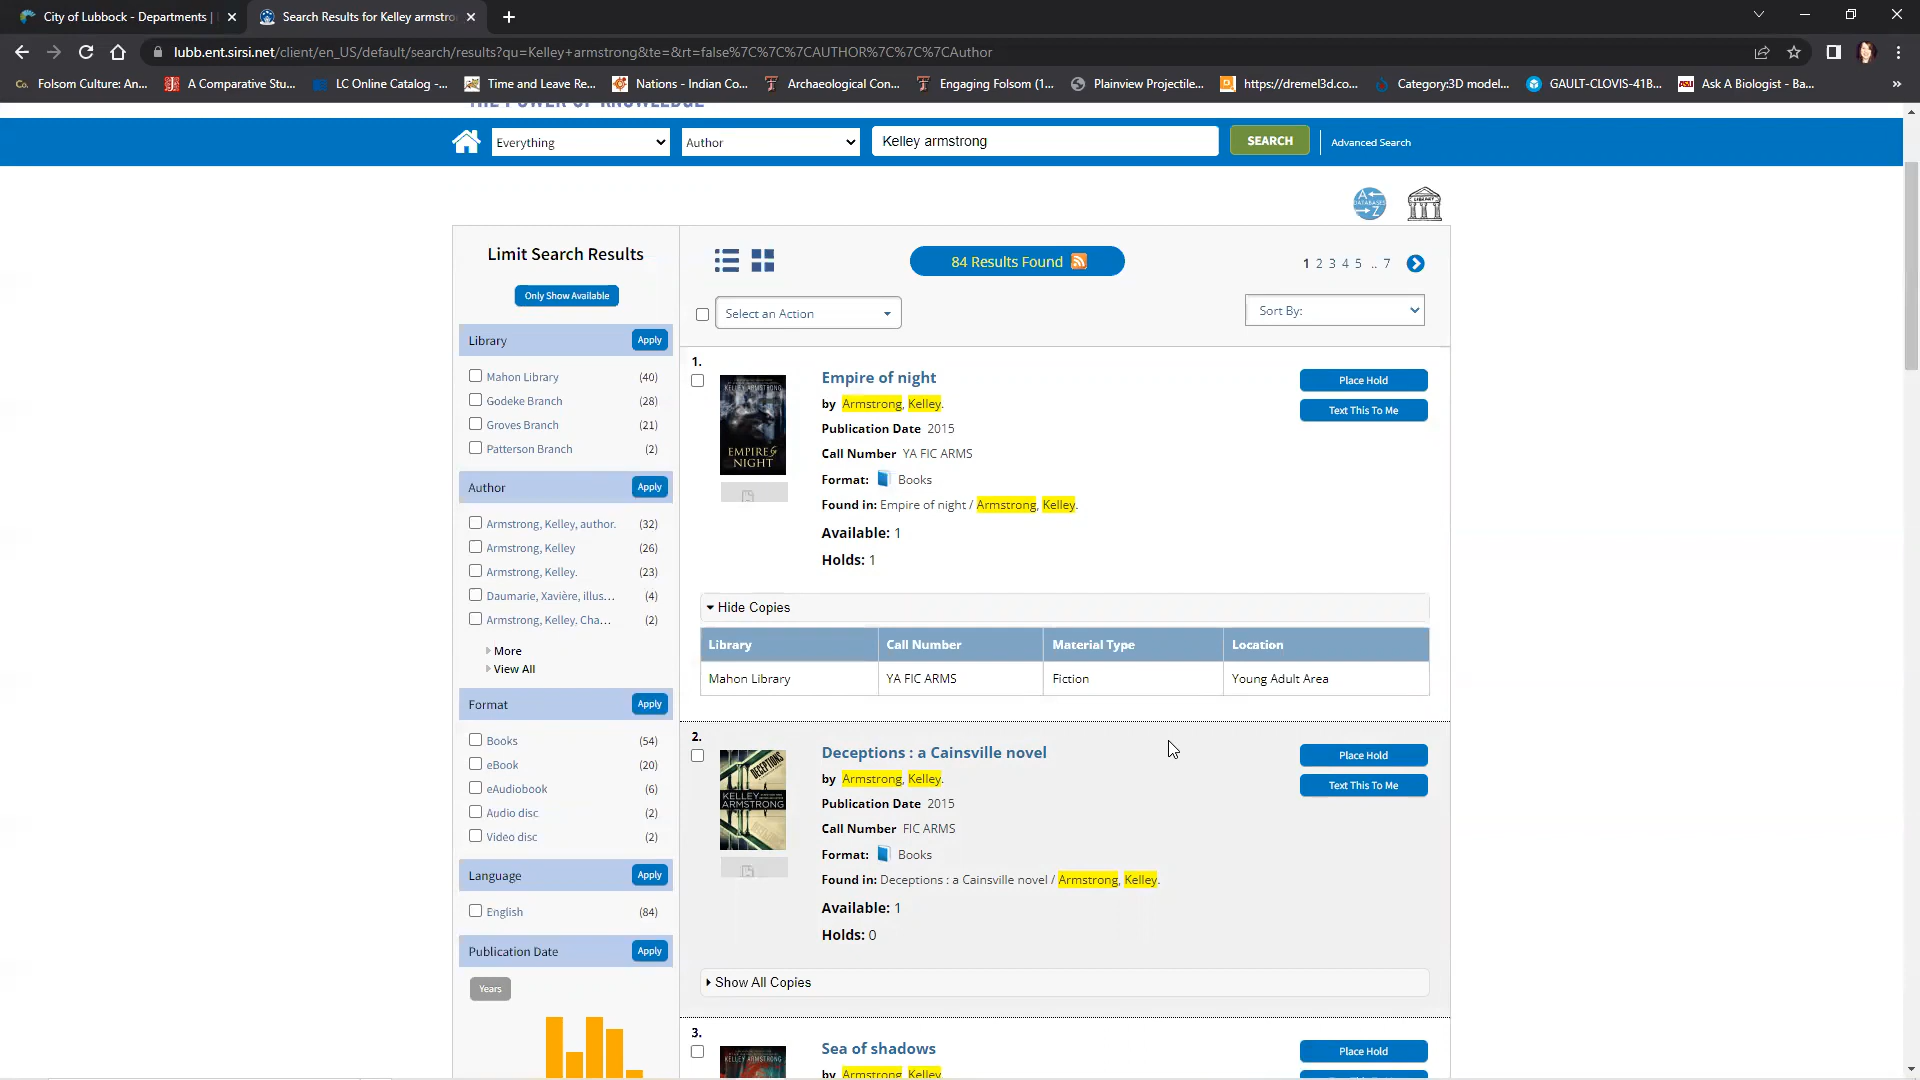 City of Lubbock - Departments |
Search Results for Kelley armstro
lubb.ent.sirsi.net/client/en_US/default/search/results?qu=Kelley+armstrong&te=&rt=false%7C%7C%7CAUTHOR%7C%7C%7CAuthor
Folsom Culture: An...
A Comparative Stu...
LC Online Catalog -...
Time and Leave Re...
Nations - Indian Co...
Archaeological Con...
Engaging Folsom (1...
Plainview Projectile...
https://dremel3d.co...
Category:3D model...
GAULT-CLOVIS-41B...
Ask A Biologist - Ba...
THE POWER OF KNOWLEDGE
Everything
Author
Kelley armstrong
SEARCH
Advanced Search
A
DATABASES
Z
LIBRARY
Limit Search Results
Only Show Available
84 Results Found
1 2 3 4 5 .. 7
Select an Action
Sort By:
Library Apply
Mahon Library (40)
Godeke Branch (28)
Groves Branch (21)
Patterson Branch (2)
Author Apply
Armstrong, Kelley, author. (32)
Armstrong, Kelley (26)
Armstrong, Kelley. (23)
Daumarie, Xavière, illus... (4)
Armstrong, Kelley. Cha... (2)
More
View All
Format Apply
Books (54)
eBook (20)
eAudiobook (6)
Audio disc (2)
Video disc (2)
Language Apply
English (84)
Publication Date Apply
Years
1.
KELLEY ARMSTRONG
EMPIRE of NIGHT
Empire of night
by Armstrong, Kelley.
Publication Date 2015
Call Number YA FIC ARMS
Format: Books
Found in: Empire of night / Armstrong, Kelley.
Available: 1
Holds: 1
Place Hold
Text This To Me
Hide Copies
Library Call Number Material Type Location
Mahon Library YA FIC ARMS Fiction Young Adult Area
2.
DECEPTIONS
KELLEY
ARMSTRONG
Deceptions : a Cainsville novel
by Armstrong, Kelley.
Publication Date 2015
Call Number FIC ARMS
Format: Books
Found in: Deceptions : a Cainsville novel / Armstrong, Kelley.
Available: 1
Holds: 0
Place Hold
Text This To Me
Show All Copies
3.
KELLEY ARMSTRONG
Sea of shadows
by Armstrong, Kelley.
Place Hold